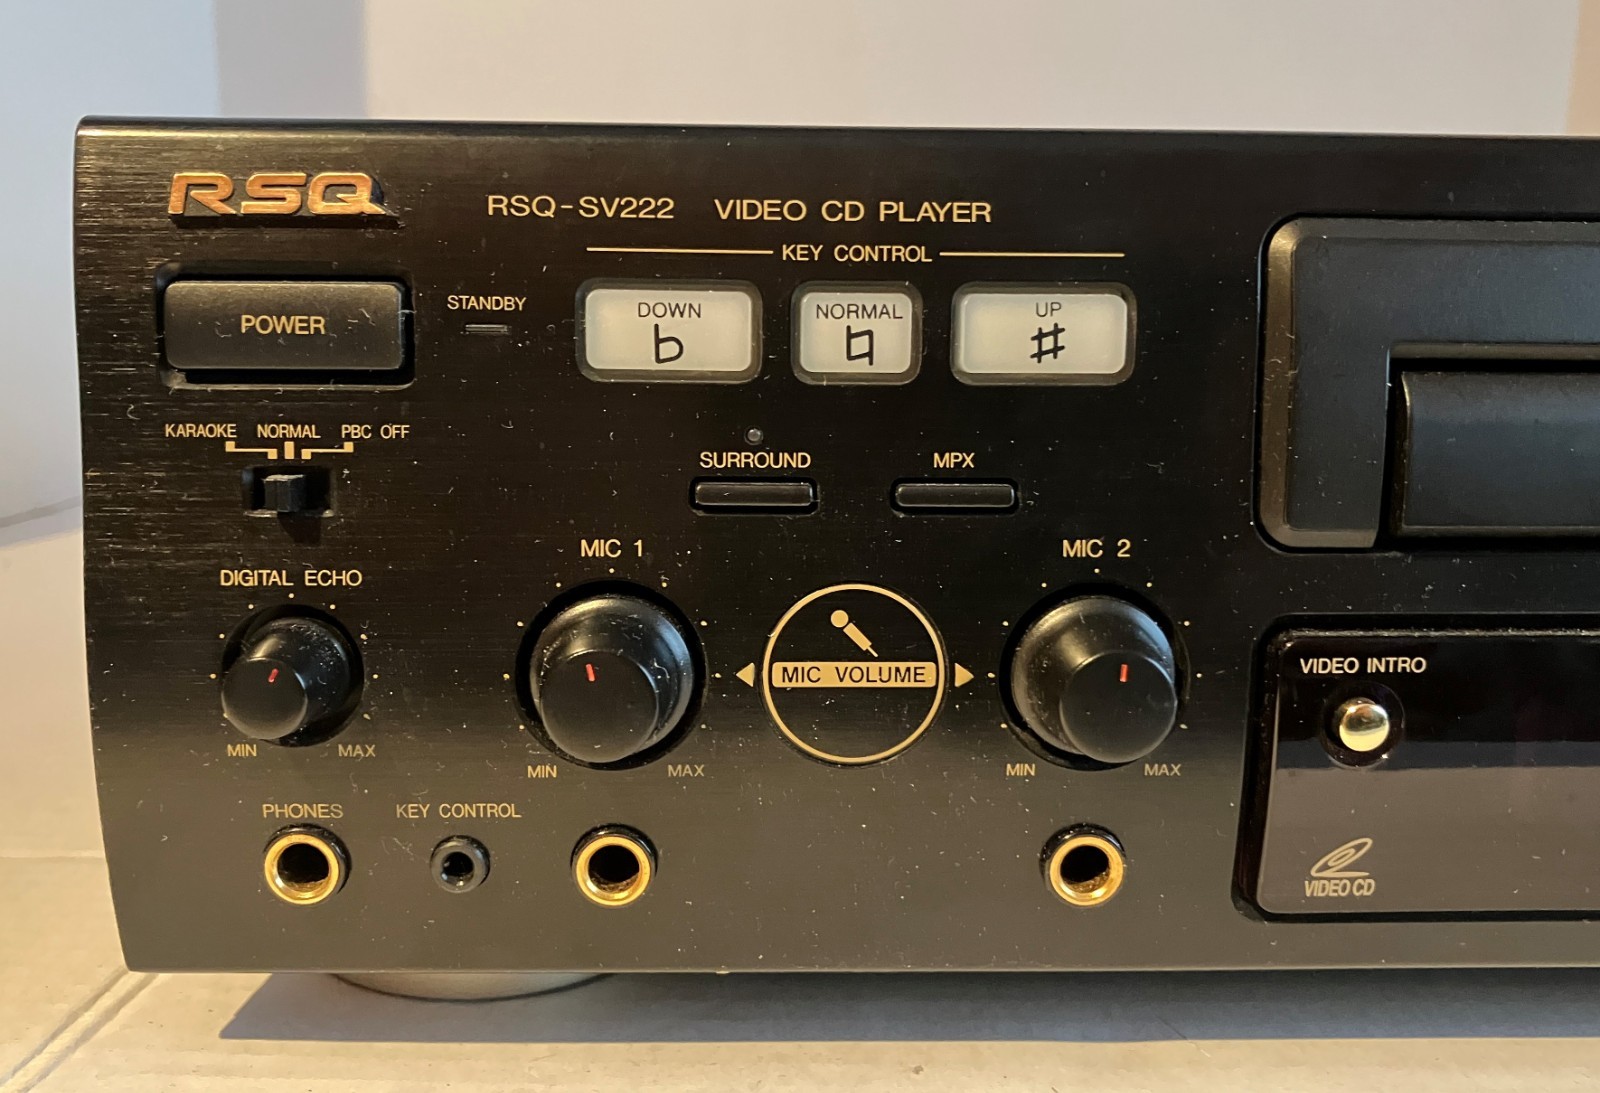 RSQ
RSQ-SV222 VIDEO CD PLAYER
KEY CONTROL
POWER
STANDBY
DOWN
♭
NORMAL
♮
UP
♯
KARAOKE NORMAL PBC OFF
SURROUND
MPX
DIGITAL ECHO
MIC 1
MIC 2
MIC VOLUME
VIDEO INTRO
MIN MAX
MIN MAX
MIN MAX
PHONES
KEY CONTROL
VIDEO CD